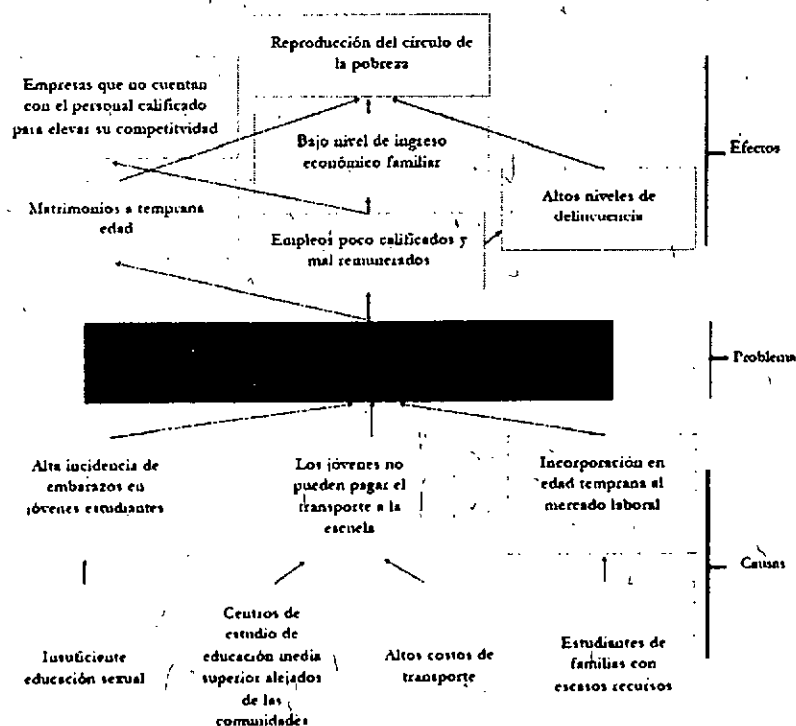 Reproducción del círculo de
la pobreza
Empresas que no cuentan
con el personal calificado
para elevar su competitvidad
Bajo nivel de ingreso
económico familiar
Efectos
Matrimonios a temprana
edad
Altos niveles de
delincuencia
Empleos poco calificados y
mal remunerados
Problema
Alta incidencia de
embarazos en
jóvenes estudiantes
Los jóvenes no
pueden pagar el
transporte a la
escuela
Incorporación en
edad temprana al
mercado laboral
Causas
Insuficiente
educación sexual
Centros de
estudio de
educación media
superior alejados
de las
comunidades
Altos costos de
transporte
Estudiantes de
familias con
escasos recursos